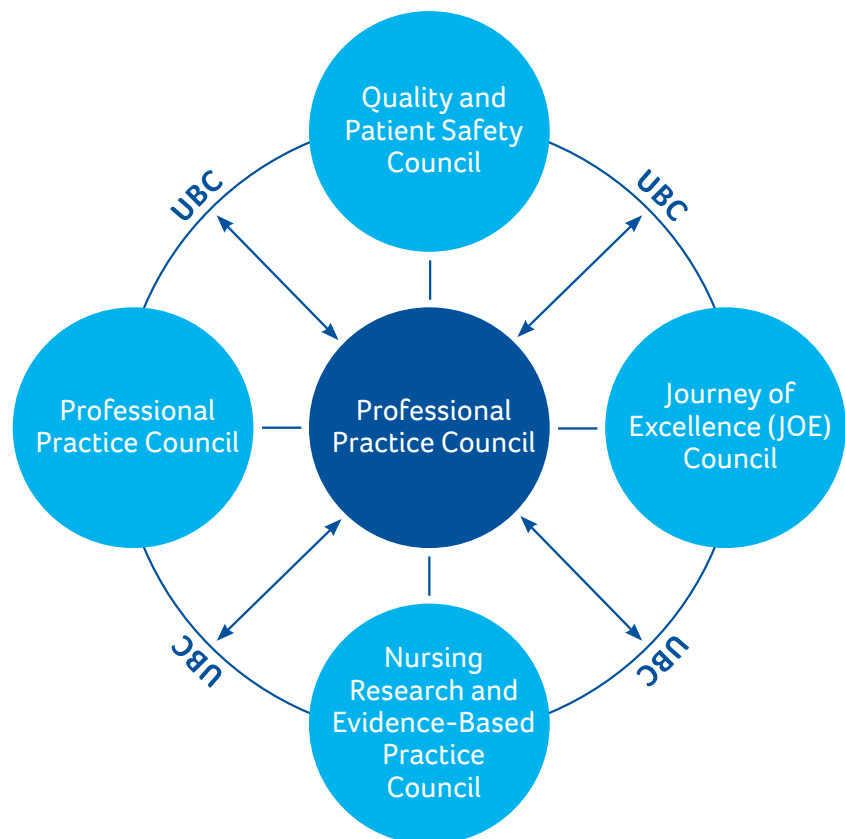 Quality and
Patient Safety
Council
UBC
UBC
Professional
Practice Council
Professional
Practice Council
Journey of
Excellence (JOE)
Council
UBC
UBC
Nursing
Research and
Evidence-Based
Practice
Council